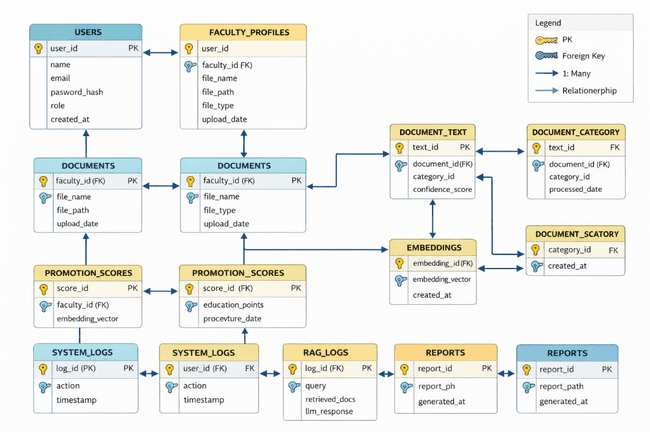 USERS
user_id PK
name
email
pasword_hash
role
created_at
FACULTY_PROFILES
user_id
faculty_id (FK)
file_name
file_path
file_type
upload_date
Legend
PK
Foreign Key
1: Many
Relationerphip
DOCUMENT_TEXT
text_id PK
document_id(FK)
category_id
confidence_score
DOCUMENT_CATEGORY
text_id FK
document_id (FK)
category_id
processed_date
DOCUMENTS
faculty_id (FK) PK
file_name
file_path
upload_date
DOCUMENTS
faculty_id (FK) PK
file_name
file_type
upload_date
DOCUMENT_SCATORY
category_id FK
created_at
EMBEDDINGS
embedding_id(FK)
embedding_vector
created_at
PROMOTION_SCORES
score_id PK
faculty_id (FK)
embedding_vector
PROMOTION_SCORES
score_id (FK) PK
education_points
procevture_date
SYSTEM_LOGS
log_id (FK) PK
action
timestamp
SYSTEM_LOGS
user_id (FK) FK
action
timestamp
RAG_LOGS
log_id (FK) PK
query
retrieved_docs
llm_response
REPORTS
report_id PK
report_ph
generated_at
REPORTS
report_id PK
report_path
generated_at